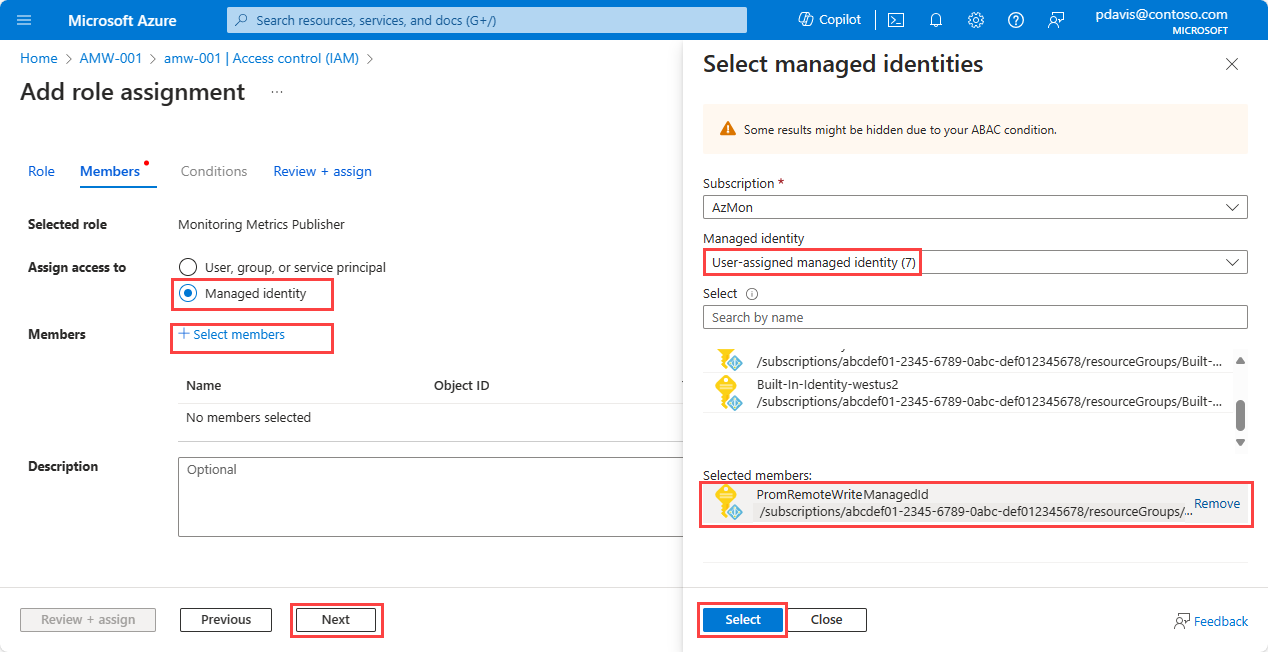 Microsoft Azure
Search resources, services, and docs (G+/)
Copilot
pdavis@contoso.com
MICROSOFT
Home > AMW-001 > amw-001 | Access control (IAM) >
Add role assignment ...
Role Members Conditions Review + assign
Selected role Monitoring Metrics Publisher
Assign access to User, group, or service principal
Managed identity
Members + Select members
Name Object ID
No members selected
Description Optional
Review + assign Previous Next
Select managed identities
Some results might be hidden due to your ABAC condition.
Subscription *
AzMon
Managed identity
User-assigned managed identity (7)
Select
Search by name
/subscriptions/abcdef01-2345-6789-0abc-def012345678/resourceGroups/Built-...
Built-In-Identity-westus2
/subscriptions/abcdef01-2345-6789-0abc-def012345678/resourceGroups/Built-...
Selected members:
PromRemoteWriteManagedId
/subscriptions/abcdef01-2345-6789-0abc-def012345678/resourceGroups/...
Remove
Select Close
Feedback